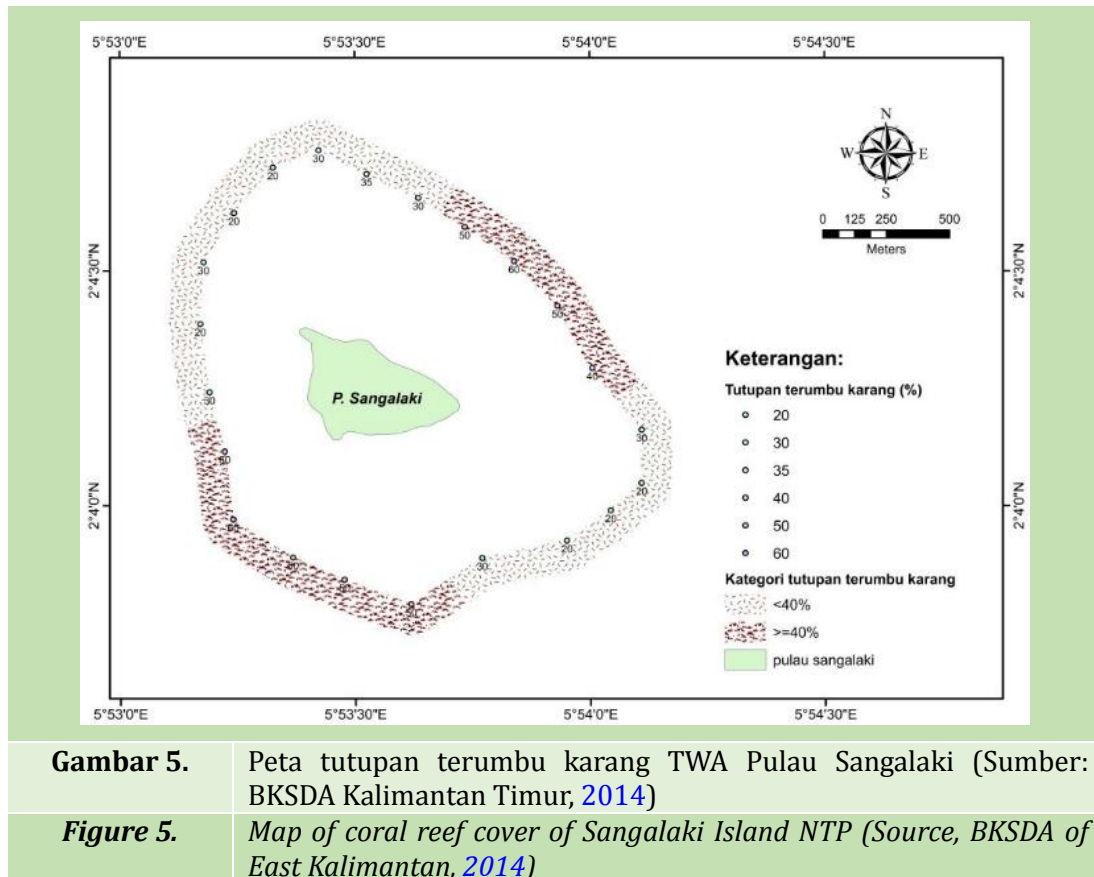 5°53'0"E 5°53'30"E 5°54'0"E 5°54'30"E
N
W E
S
0 125 250 500
Meters
30
20
35
30
20
50
60
30
50
20
40
30
30
20
20
20
30
2°4'30"N
2°4'0"N
2°4'30"N
2°4'0"N
P. Sangalaki
Keterangan:
Tutupan terumbu karang (%)
20
30
35
40
50
60
Kategori tutupan terumbu karang
<40%
>=40%
pulau sangalaki
5°53'0"E 5°53'30"E 5°54'0"E 5°54'30"E
Gambar 5. Peta tutupan terumbu karang TWA Pulau Sangalaki (Sumber:
BKSDA Kalimantan Timur, 2014)
Figure 5. Map of coral reef cover of Sangalaki Island NTP (Source, BKSDA of
East Kalimantan, 2014)